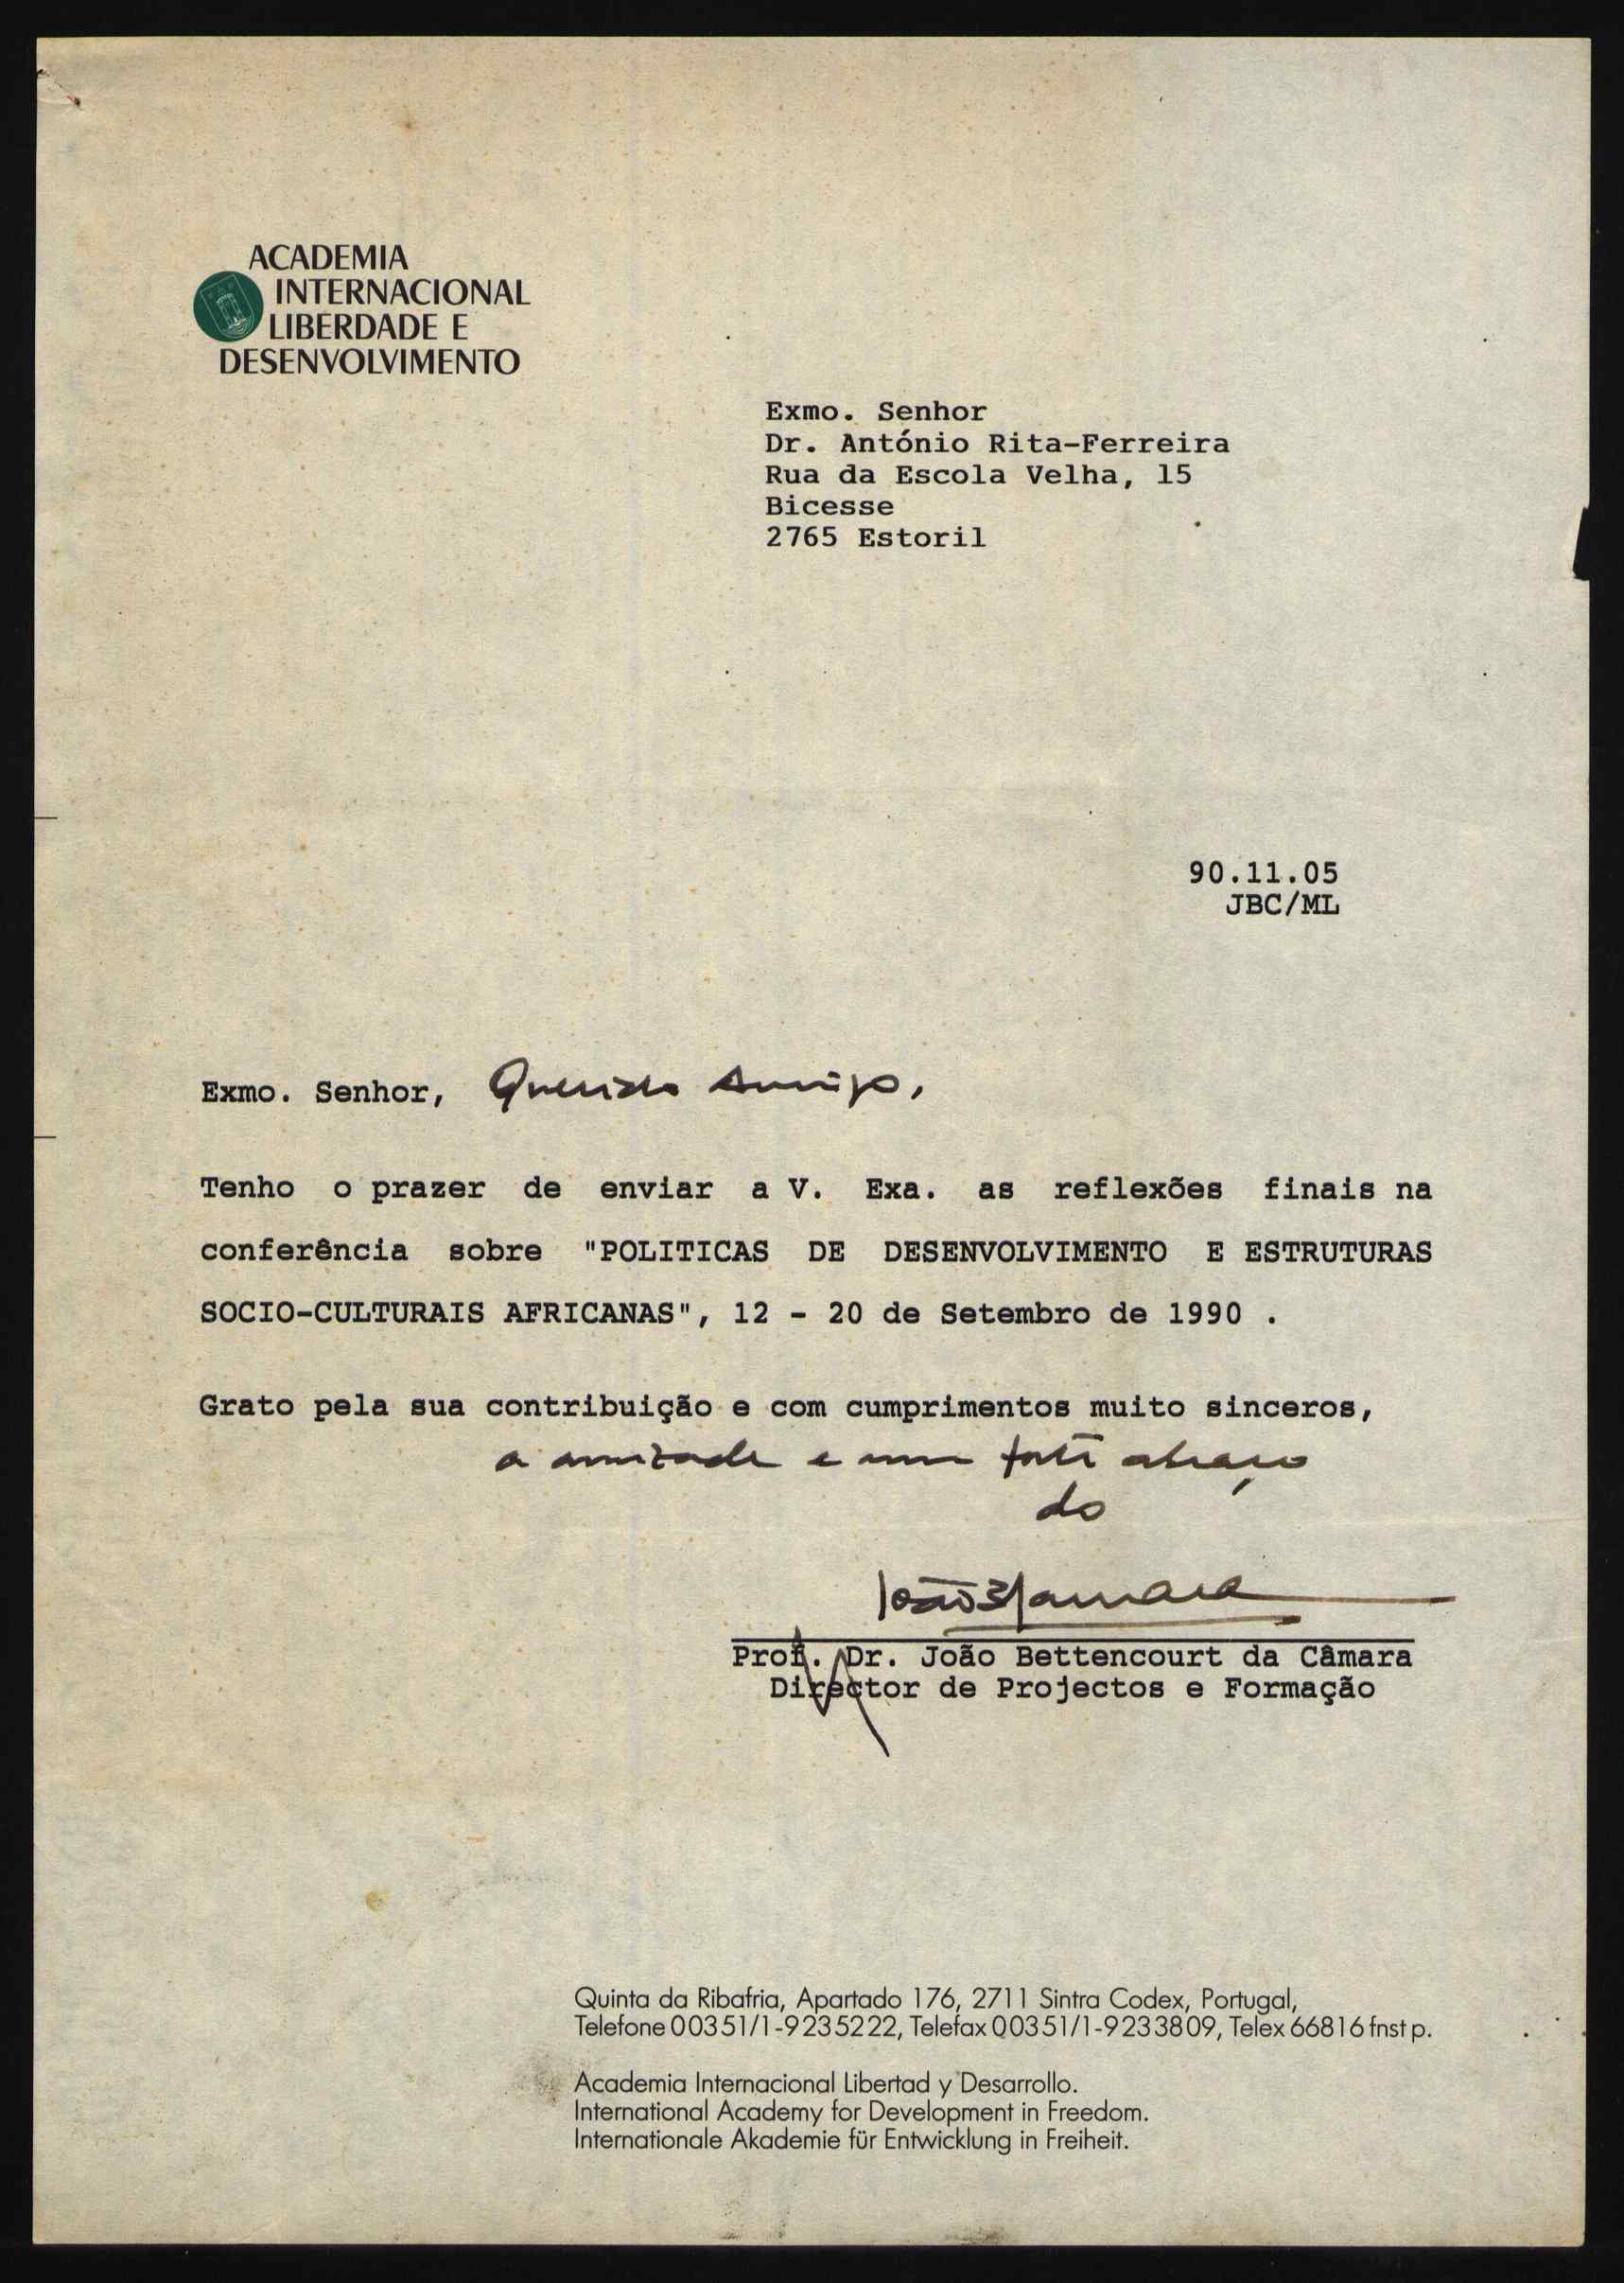 ACADEMIA
INTERNACIONAL
LIBERDADE E
DESENVOLVIMENTO
Exmo. Senhor
Dr. António Rita-Ferreira
Rua da Escola Velha, 15
Bicesse
2765 Estoril
90.11.05
JBC/ML
Exmo. Senhor, Querido Amigo,
Tenho o prazer de enviar a V. Exa. as reflexões finais na
conferência sobre "POLITICAS DE DESENVOLVIMENTO E ESTRUTURAS
SOCIO-CULTURAIS AFRICANAS", 12 - 20 de Setembro de 1990 .
Grato pela sua contribuição e com cumprimentos muito sinceros,
a amizade e um forte abraço
do
João B Camara
Prof. Dr. João Bettencourt da Câmara
Director de Projectos e Formação
Quinta da Ribafria, Apartado 176, 2711 Sintra Codex, Portugal,
Telefone 00351/1-9235222, Telefax 00351/1-9233809, Telex 66816 fnst p.
Academia Internacional Libertad y Desarrollo.
International Academy for Development in Freedom.
Internationale Akademie für Entwicklung in Freiheit.